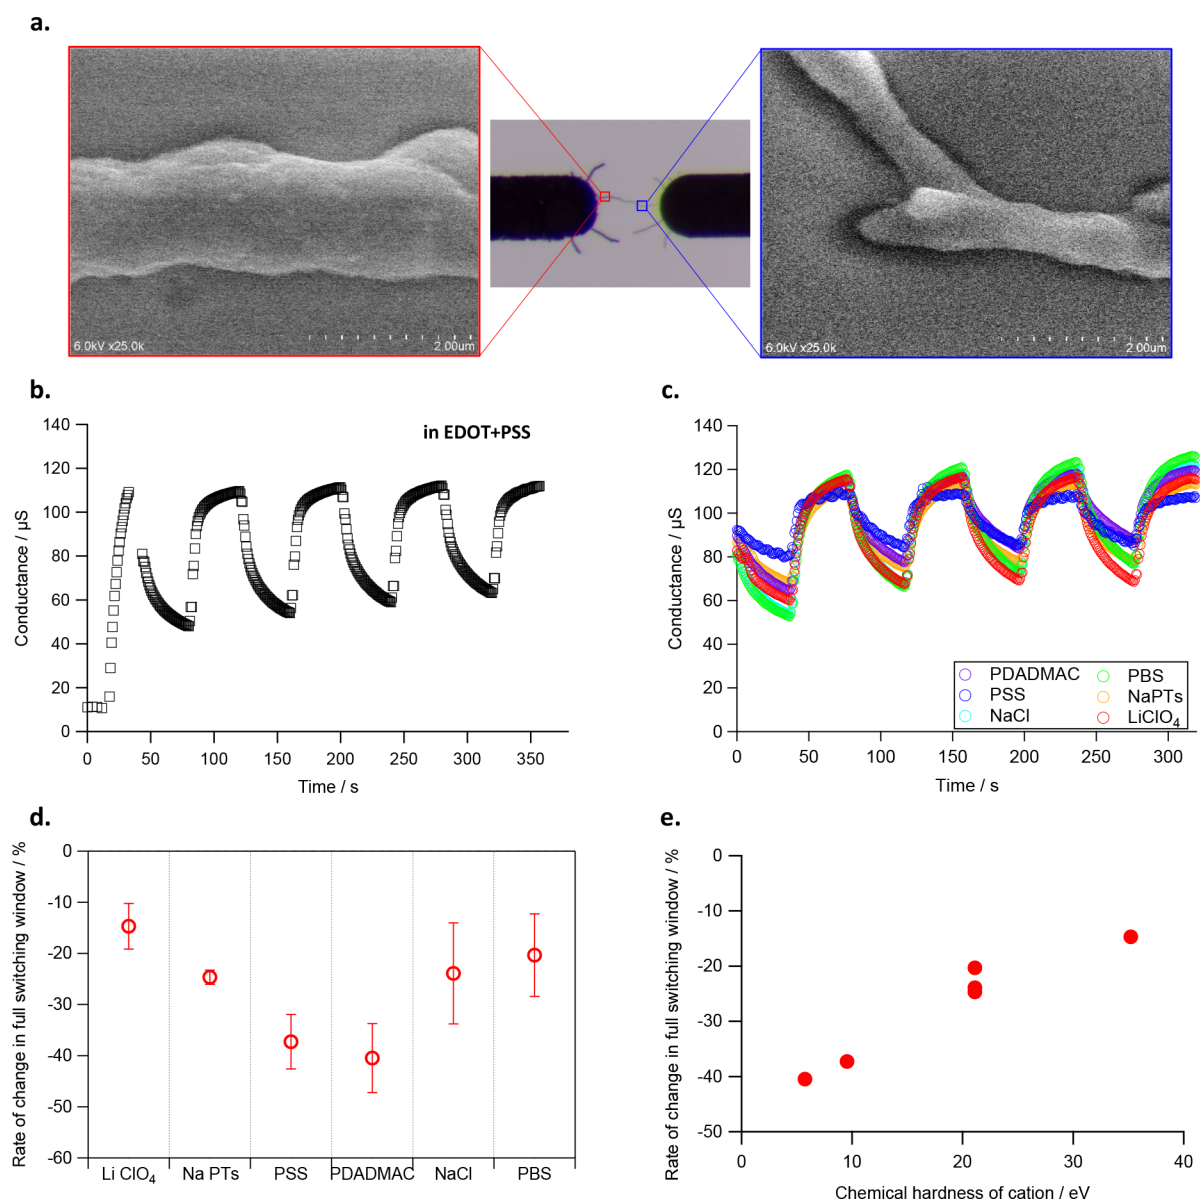 a.
6.0kV x25.0k 2.00um
6.0kV x25.0k 2.00um
b.
in EDOT+PSS
Conductance / µS
140
120
100
80
60
40
20
0
0 50 100 150 200 250 300 350
Time / s
c.
Conductance / µS
140
120
100
80
60
40
20
0
PDADMAC PBS
PSS NaPTs
NaCl LiClO₄
0 50 100 150 200 250 300
Time / s
d.
Rate of change in full switching window / %
0
-10
-20
-30
-40
-50
-60
Li ClO₄ Na PTs PSS PDADMAC NaCl PBS
e.
Rate of change in full switching window / %
0
-10
-20
-30
-40
-50
0 10 20 30 40
Chemical hardness of cation / eV